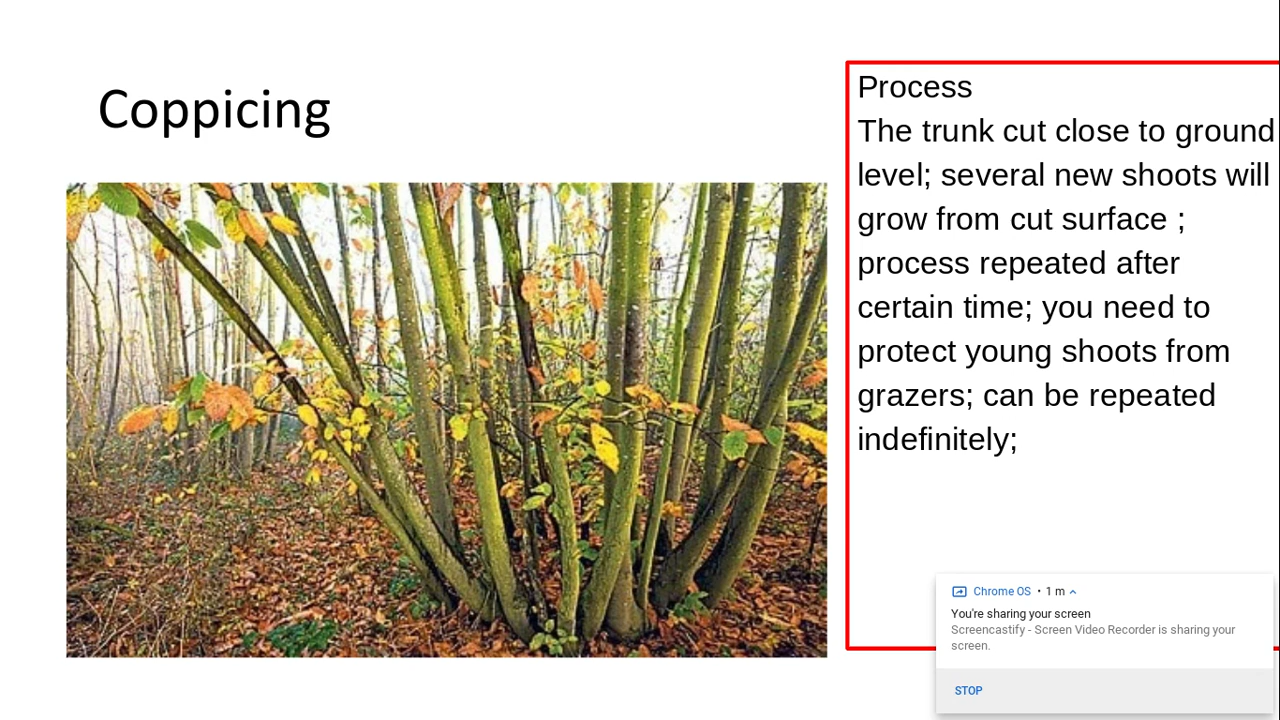 Coppicing
Process
The trunk cut close to ground
level; several new shoots will
grow from cut surface ;
process repeated after
certain time; you need to
protect young shoots from
grazers; can be repeated
indefinitely;
Chrome OS • 1 m
You're sharing your screen
Screencastify - Screen Video Recorder is sharing your
screen.
STOP